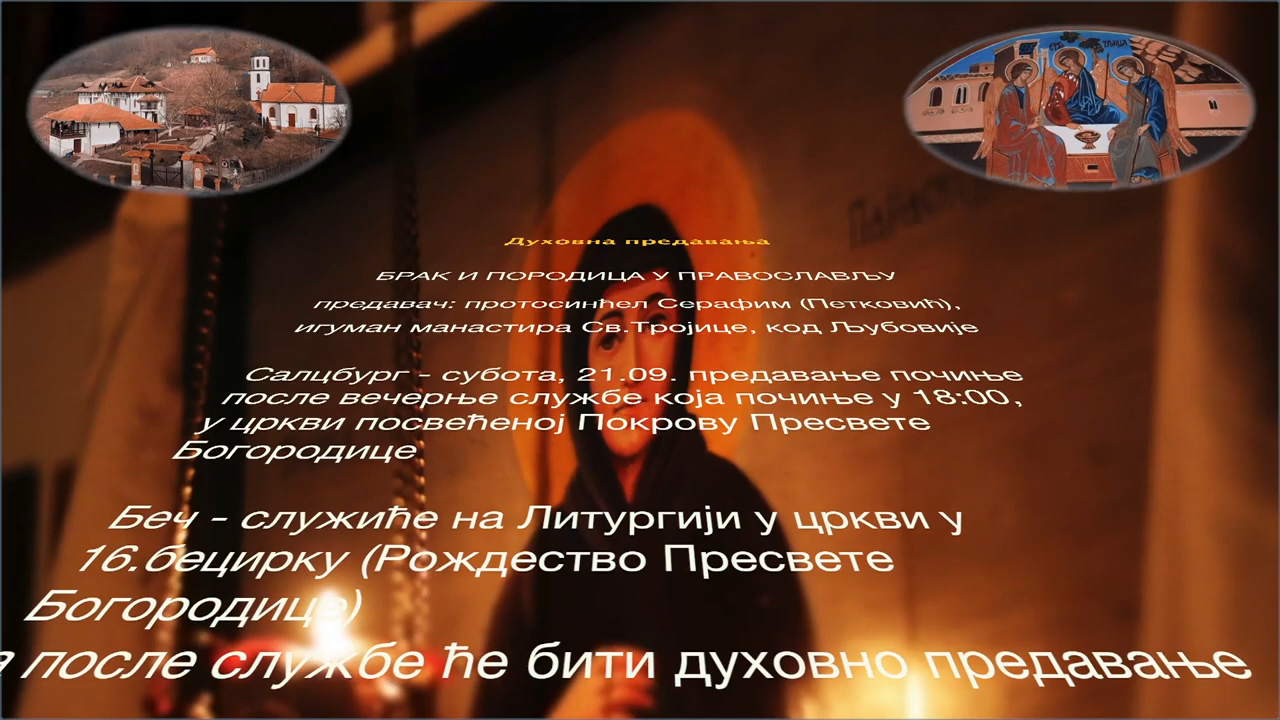 Духовна предавања
БРАК И ПОРОДИЦА У ПРАВОСЛАВЉУ
предавач: протосинћел Серафим (Петковић),
игуман манастира Св.Тројице, код Љубовије
Салцбург - субота, 21.09. предавање почиње
после вечерње службе која почиње у 18:00,
у цркви посвећеној Покрову Пресвете
Богородице
Беч - служиће на Литургији у цркви у
16.бецирку (Рождество Пресвете
Богородице)
а после службе ће бити духовно предавање